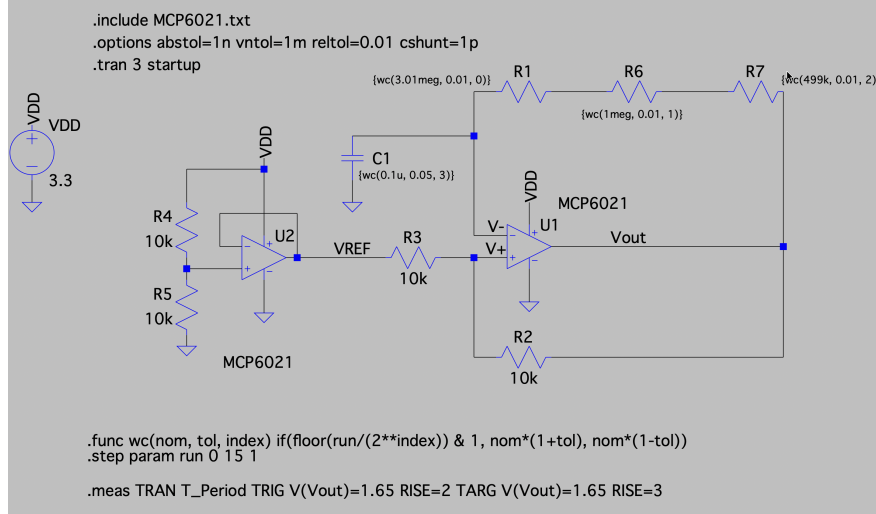 .include MCP6021.txt
.options abstol=1n vntol=1m reltol=0.01 cshunt=1p
.tran 3 startup
R1
R6
R7
{wc(3.01meg, 0.01, 0)}
{wc(499k, 0.01, 2)
{wc(1meg, 0.01, 1)}
VDD
VDD
3.3
VDD
C1
{wc(0.1u, 0.05, 3)}
VDD
MCP6021
R4
10k
U2
VREF
R3
10k
V-
V+
U1
Vout
R5
10k
R2
10k
MCP6021
.func wc(nom, tol, index) if(floor(run/(2**index)) & 1, nom*(1+tol), nom*(1-tol))
.step param run 0 15 1
.meas TRAN T_Period TRIG V(Vout)=1.65 RISE=2 TARG V(Vout)=1.65 RISE=3